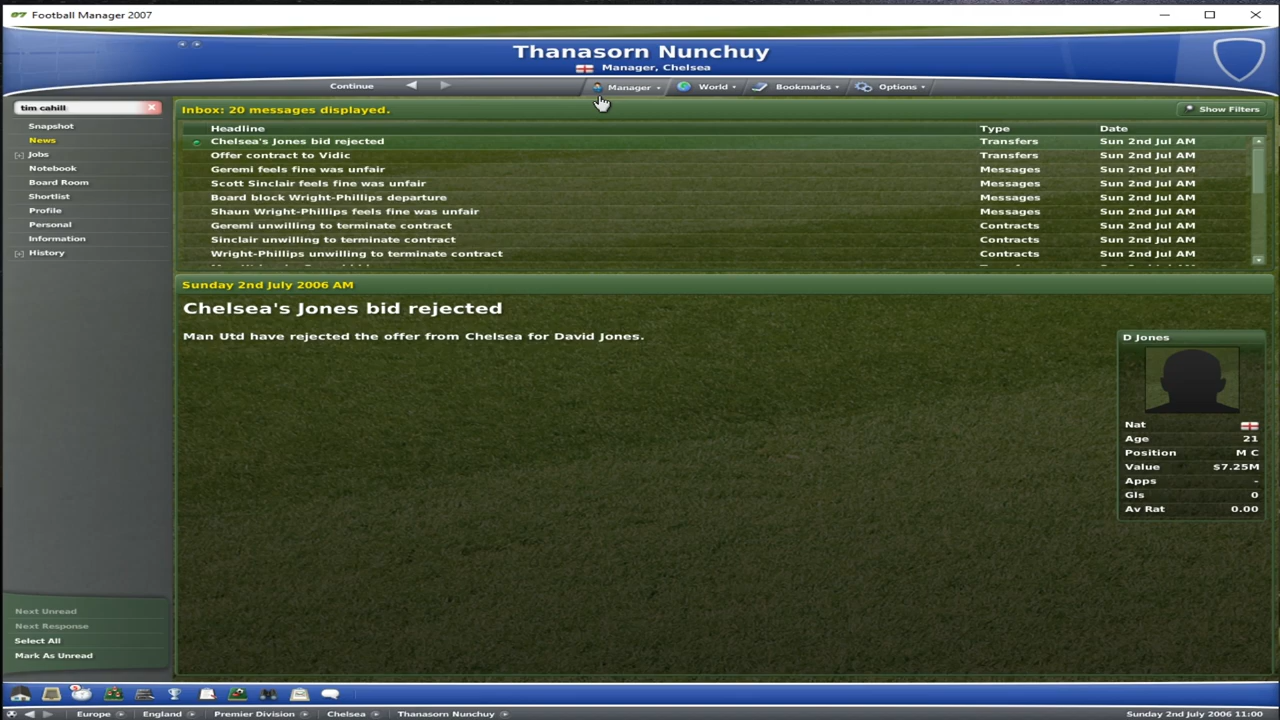 Football Manager 2007
Thanasorn Nunchuy
Manager, Chelsea
Continue
Manager
World
Bookmarks
Options
tim cahill
Inbox: 20 messages displayed.
Show Filters
Snapshot
News
Jobs
Notebook
Board Room
Shortlist
Profile
Personal
Information
History
Headline Type Date
Chelsea's Jones bid rejected Transfers Sun 2nd Jul AM
Offer contract to Vidic Transfers Sun 2nd Jul AM
Geremi feels fine was unfair Messages Sun 2nd Jul AM
Scott Sinclair feels fine was unfair Messages Sun 2nd Jul AM
Board block Wright-Phillips departure Messages Sun 2nd Jul AM
Shaun Wright-Phillips feels fine was unfair Messages Sun 2nd Jul AM
Geremi unwilling to terminate contract Contracts Sun 2nd Jul AM
Sinclair unwilling to terminate contract Contracts Sun 2nd Jul AM
Wright-Phillips unwilling to terminate contract Contracts Sun 2nd Jul AM
Sunday 2nd July 2006 AM
Chelsea's Jones bid rejected
Man Utd have rejected the offer from Chelsea for David Jones.
D Jones
Nat
Age 21
Position M C
Value $7.25M
Apps -
Gls 0
Av Rat 0.00
Next Unread
Next Response
Select All
Mark As Unread
Europe
England
Premier Division
Chelsea
Thanasorn Nunchuy
Sunday 2nd July 2006 11:00